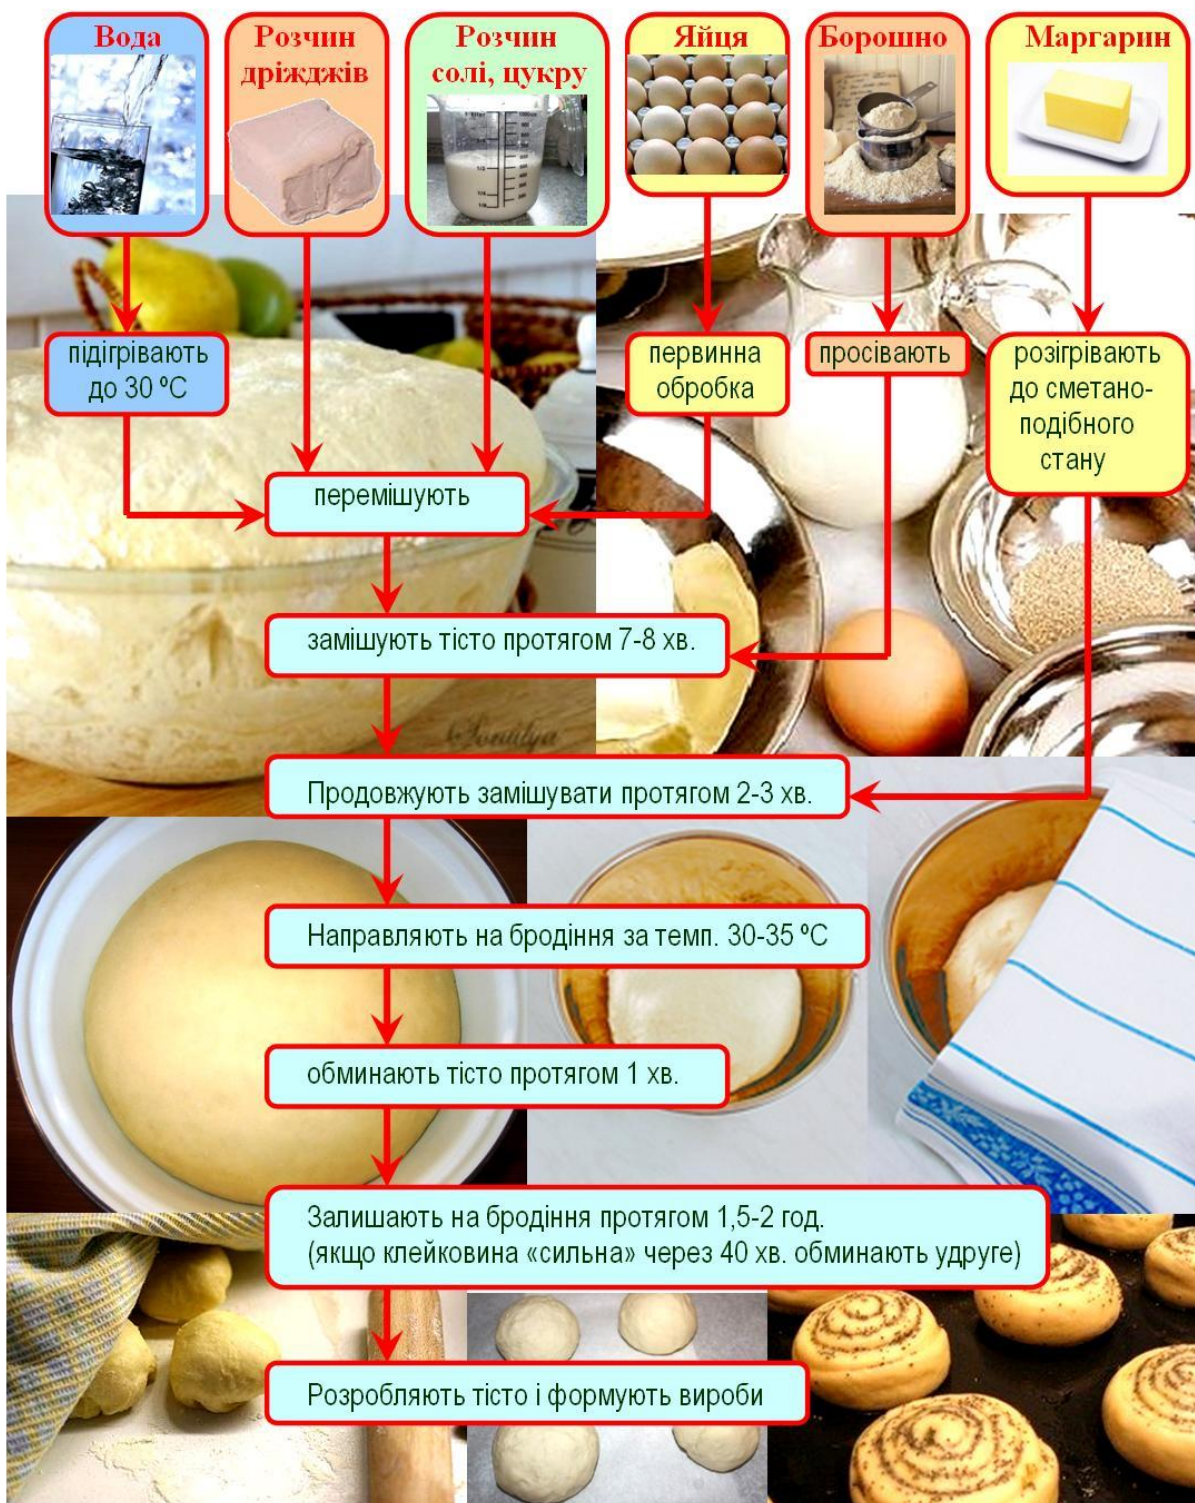 Вода
Розчин
дріжджів
Розчин
солі, цукру
Яйця
Борошно
Маргарин
підігрівають
до 30 ºС
первинна
обробка
просівають
розігрівають
до сметано-
подібного
стану
перемішують
замішують тісто протягом 7-8 хв.
Продовжують замішувати протягом 2-3 хв.
Направляють на бродіння за темп. 30-35 ºС
обминають тісто протягом 1 хв.
Залишають на бродіння протягом 1,5-2 год.
(якщо клейковина «сильна» через 40 хв. обминають удруге)
Розробляють тісто і формують вироби